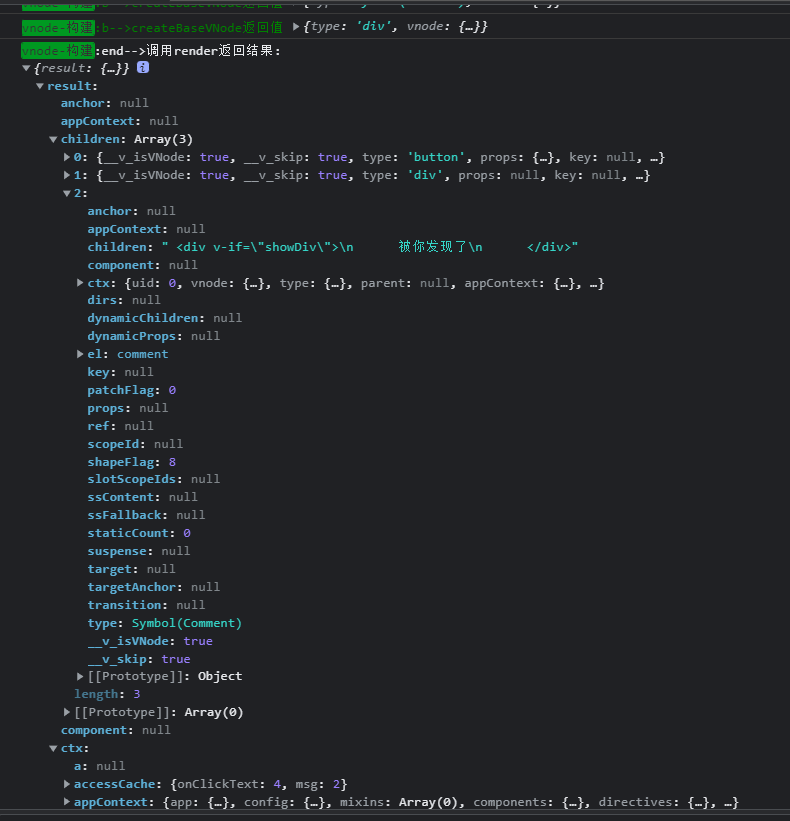 vnode-构建:b-->createBaseVNode返回值 ▶{type: 'div', vnode: {…}}
vnode-构建:end-->调用render返回结果:
▼{result: {…}} i
▼result:
anchor: null
appContext: null
▼children: Array(3)
▶0: {__v_isVNode: true, __v_skip: true, type: 'button', props: {…}, key: null, …}
▶1: {__v_isVNode: true, __v_skip: true, type: 'div', props: null, key: null, …}
▼2:
anchor: null
appContext: null
children: " <div v-if=\"showDiv\">\n      被你发现了\n      </div>"
component: null
▶ctx: {uid: 0, vnode: {…}, type: {…}, parent: null, appContext: {…}, …}
dirs: null
dynamicChildren: null
dynamicProps: null
▶el: comment
key: null
patchFlag: 0
props: null
ref: null
scopeId: null
shapeFlag: 8
slotScopeIds: null
ssContent: null
ssFallback: null
staticCount: 0
suspense: null
target: null
targetAnchor: null
transition: null
type: Symbol(Comment)
__v_isVNode: true
__v_skip: true
▶[[Prototype]]: Object
length: 3
▶[[Prototype]]: Array(0)
component: null
▼ctx:
a: null
▶accessCache: {onClickText: 4, msg: 2}
▶appContext: {app: {…}, config: {…}, mixins: Array(0), components: {…}, directives: {…}, …}